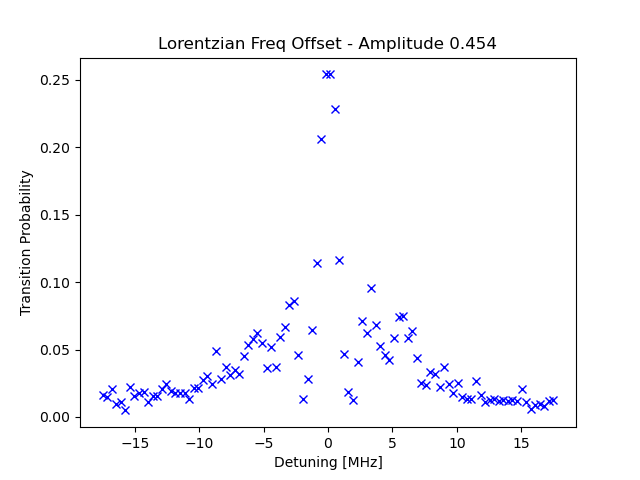 Lorentzian Freq Offset - Amplitude 0.454
Transition Probability
0.25
0.20
0.15
0.10
0.05
0.00
−15 −10 −5 0 5 10 15
Detuning [MHz]